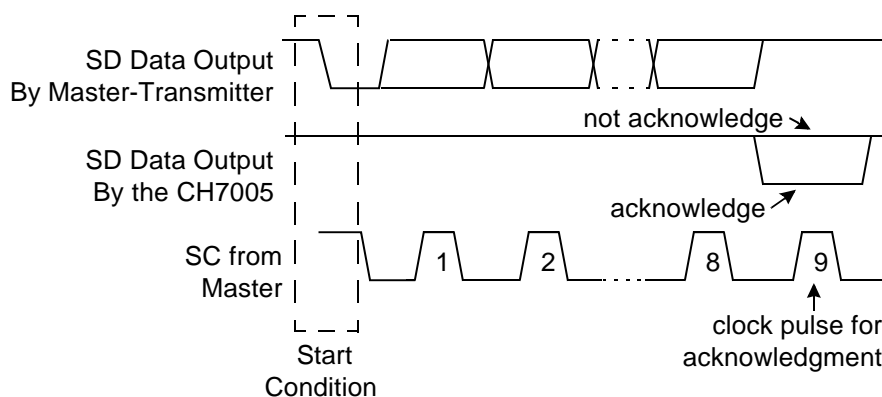 SD Data Output
By Master-Transmitter
not acknowledge
SD Data Output
By the CH7005
acknowledge
SC from
Master
1
2
8
9
clock pulse for
acknowledgment
Start
Condition